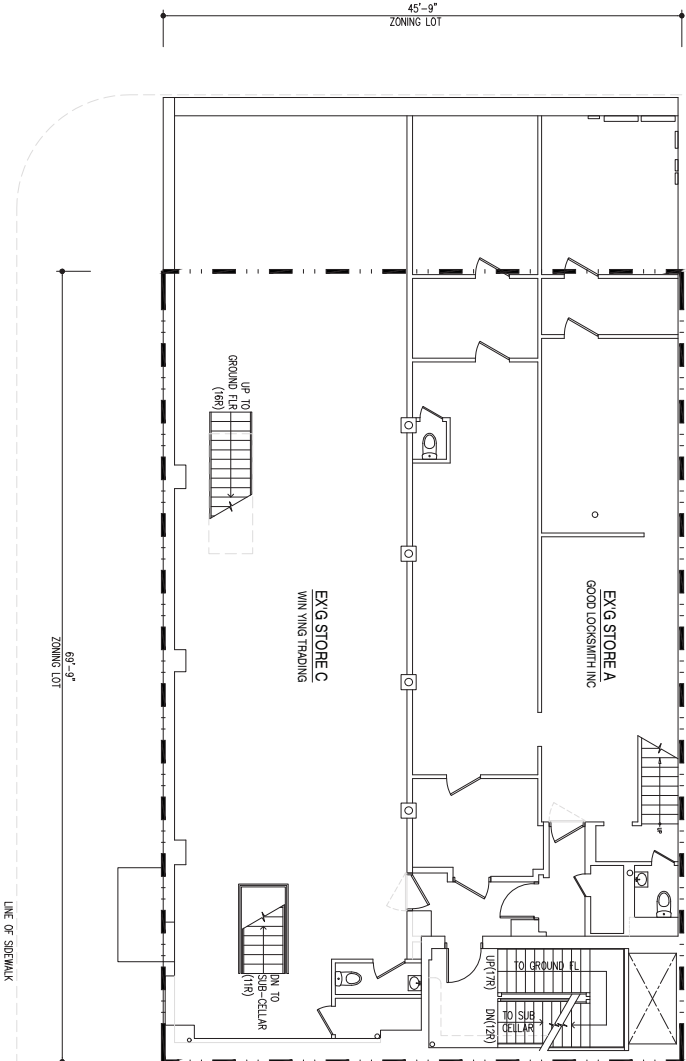 45'-9"
ZONING LOT
UP TO
GROUND FLR
(16R)
EX'G STORE A
GOOD LOCKSMITH INC
EX'G STORE C
WIN YING TRADING
69'-9"
ZONING LOT
UP
LINE OF SIDEWALK
DN TO
SUB-CELLAR
(11R)
UP(17R)
TO GROUND FL
DN(12R)
TO SUB
CELLAR